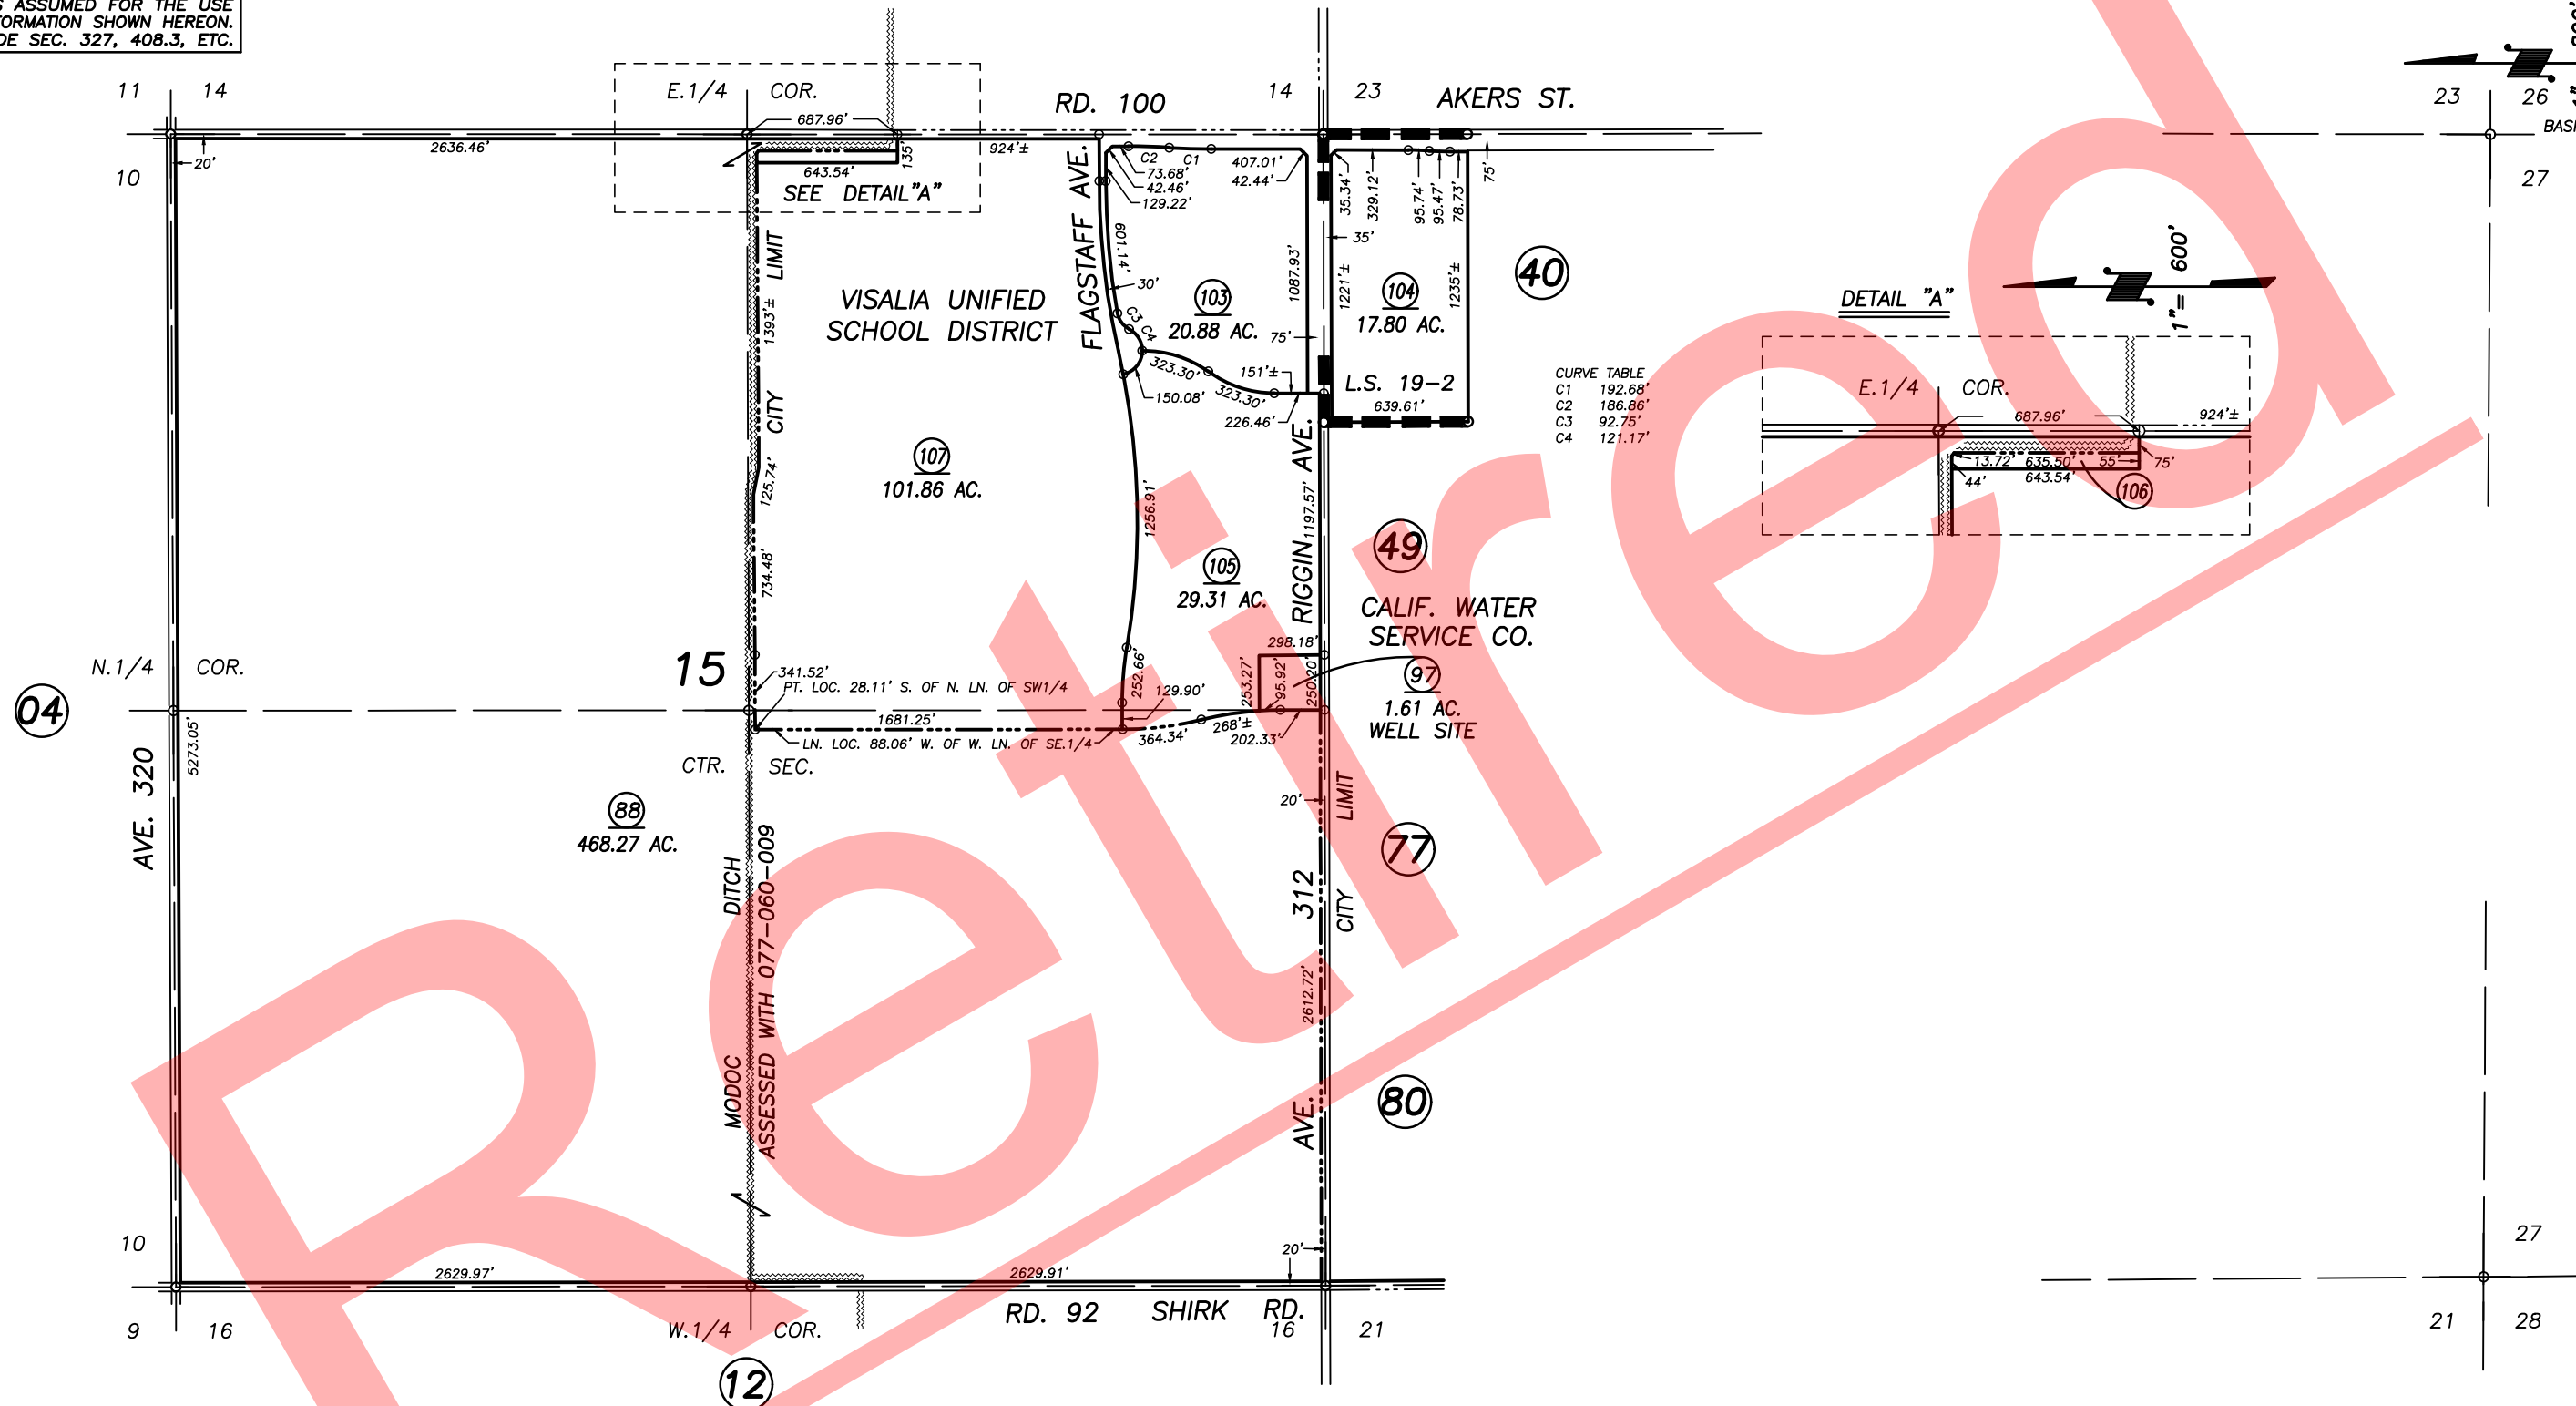 S ASSUMED FOR THE USE
FORMATION SHOWN HEREON.
DE SEC. 327, 408.3, ETC.
11 14
E.1/4 COR.
RD. 100
14 23
AKERS ST.
23 26
27
10
20'
2636.46'
687.96'
643.54'
135'
SEE DETAIL "A"
924'±
FLAGSTAFF AVE.
C2 C1
73.68'
42.46'
129.22'
407.01'
42.44'
35.34'
329.12'
95.74'
95.47'
78.73'
75'
35'
601.14'
30'
C3 C4
103
20.88 AC.
1087.93'
75'
1221'±
104
17.80 AC.
1235'±
40
L.S. 19-2
639.61'
323.30'
323.30'
151'±
150.08'
226.46'
CITY LIMIT
1393'±
125.74'
734.48'
VISALIA UNIFIED
SCHOOL DISTRICT
107
101.86 AC.
1256.91'
105
29.31 AC.
RIGGIN AVE.
1197.57'
49
CALIF. WATER
SERVICE CO.
97
1.61 AC.
WELL SITE
CURVE TABLE
C1 192.68'
C2 186.86'
C3 92.75'
C4 121.17'
DETAIL "A"
1"= 600'
E.1/4 COR.
687.96'
924'±
13.72' 635.50' 55'
75'
44'
643.54'
106
N.1/4 COR.
04
15
341.52'
PT. LOC. 28.11' S. OF N. LN. OF SW1/4
1681.25'
LN. LOC. 88.06' W. OF W. LN. OF SE.1/4
252.66'
129.90'
298.18'
253.27'
95.92'
250.20'
364.34'
268'±
202.33'
CTR. SEC.
AVE. 320
5273.05'
88
468.27 AC.
MODOC DITCH
ASSESSED WITH 077-060-009
20'
CITY LIMIT
AVE. 312
2612.72'
77
80
20'
10
2629.97'
2629.91'
RD. 92 SHIRK RD.
9 16
W.1/4 COR.
16 21
12
27
21 28
Retired